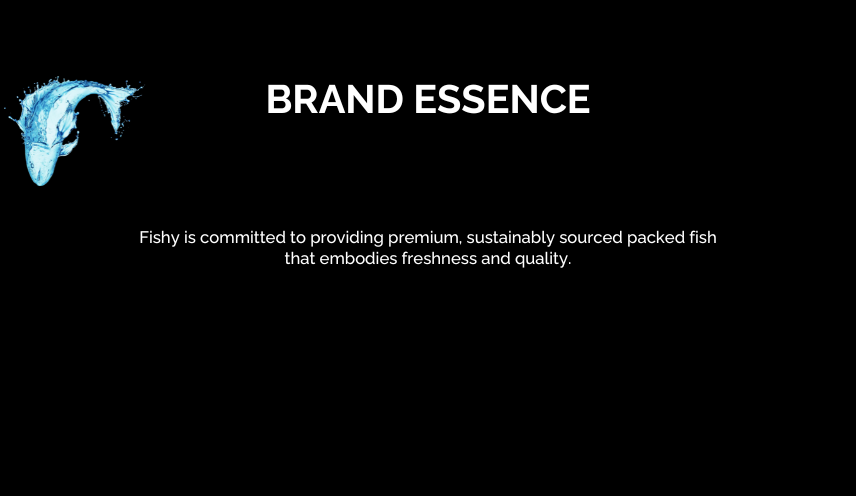 BRAND ESSENCE
Fishy is committed to providing premium, sustainably sourced packed fish
that embodies freshness and quality.